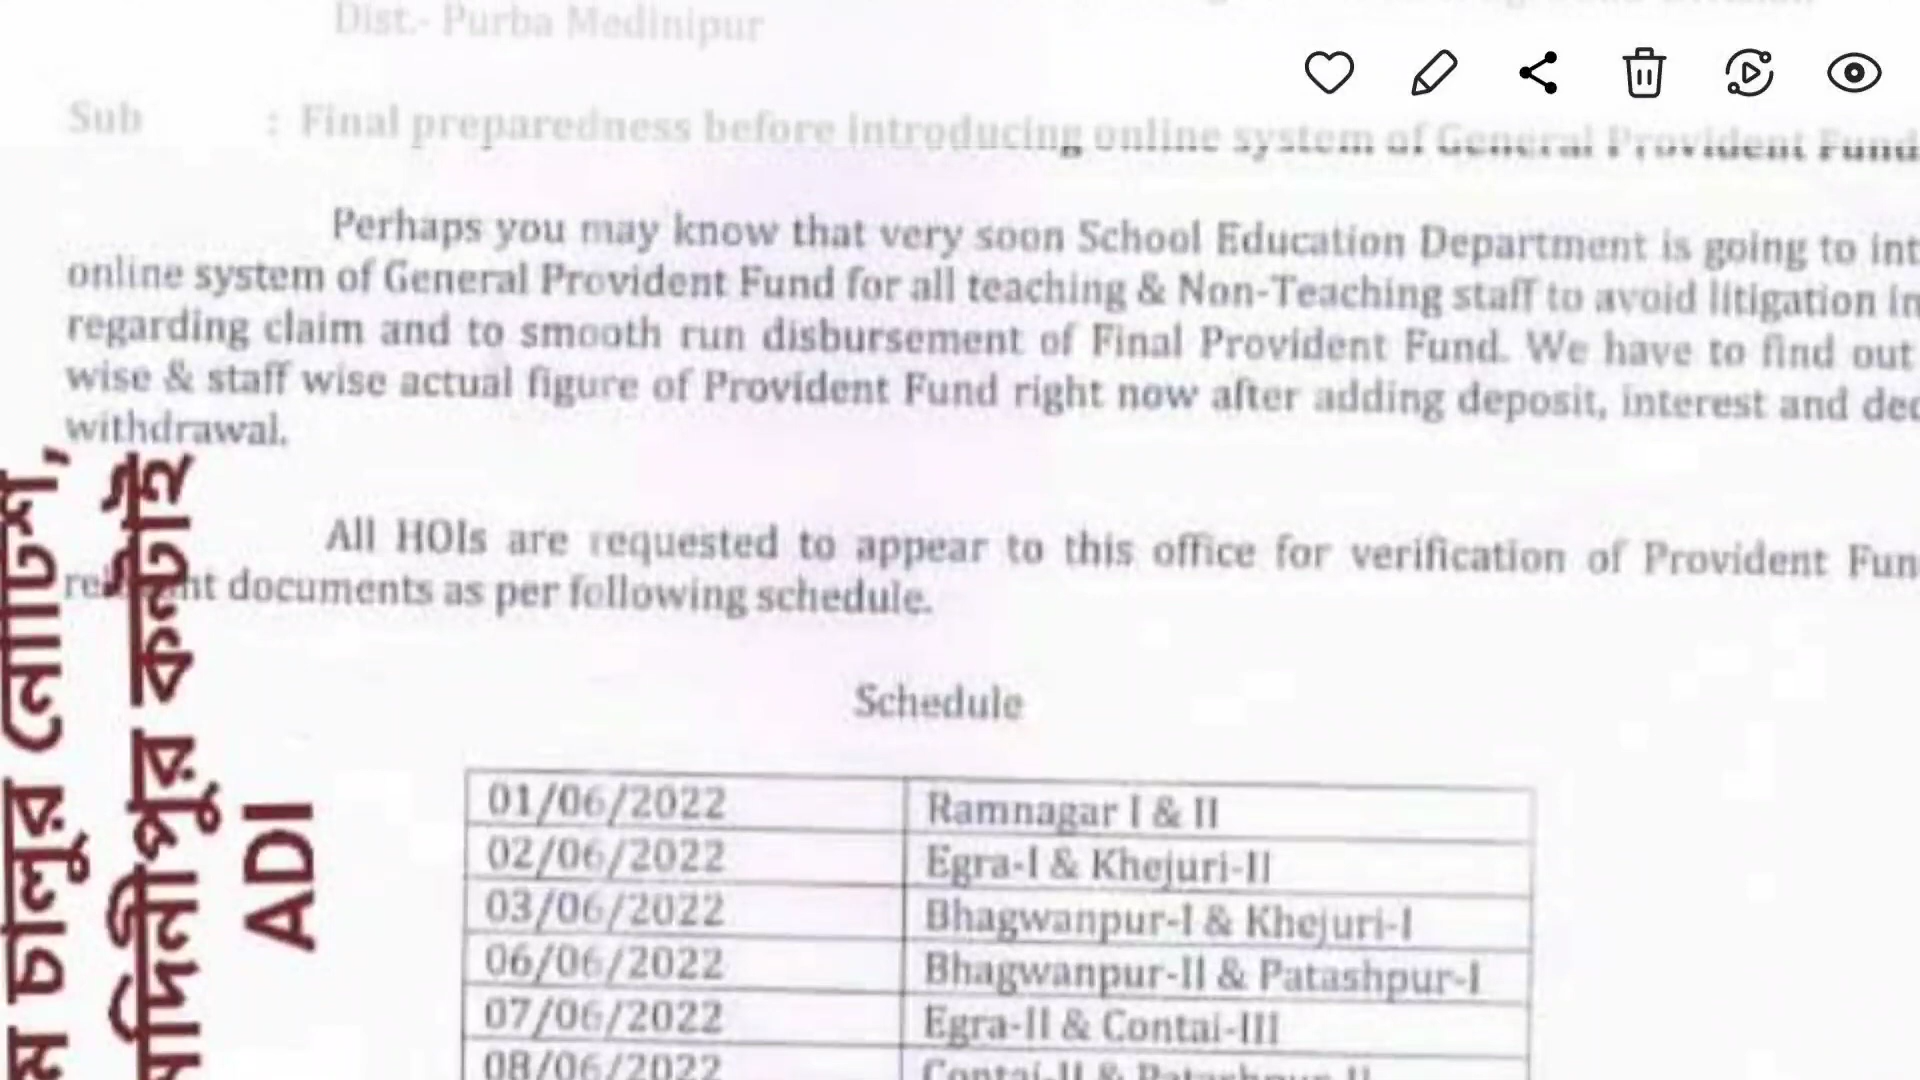 Dist.- Purba Medinipur
Sub : Final preparedness before introducing online system of General Provident Fund
Perhaps you may know that very soon School Education Department is going to int
online system of General Provident Fund for all teaching & Non-Teaching staff to avoid litigation in
regarding claim and to smooth run disbursement of Final Provident Fund. We have to find out
wise & staff wise actual figure of Provident Fund right now after adding deposit, interest and ded
withdrawal.
All HOIs are requested to appear to this office for verification of Provident Fun
documents as per following schedule.
Schedule
01/06/2022 Ramnagar I & II
02/06/2022 Egra-I & Khejuri-II
03/06/2022 Bhagwanpur-I & Khejuri-I
06/06/2022 Bhagwanpur-II & Patashpur-I
07/06/2022 Egra-II & Contai-III
08/06/2022 Contai-II & Patashpur-II
চালুর নোটিশ,
মেদিনীপুর কন্টাই
ADI